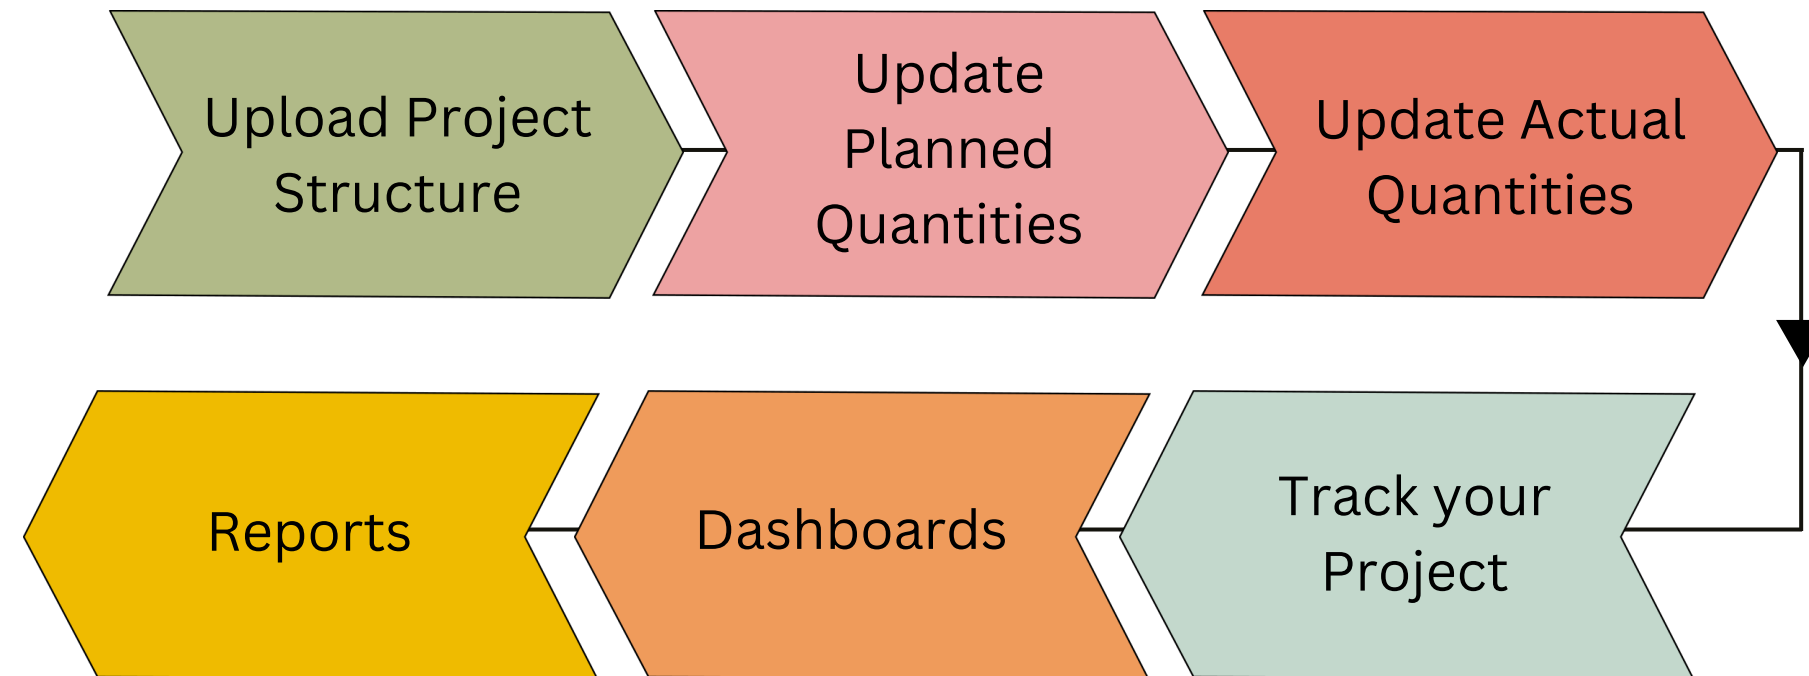 Upload Project
Structure
Update
Planned
Quantities
Update Actual
Quantities
Track your
Project
Dashboards
Reports